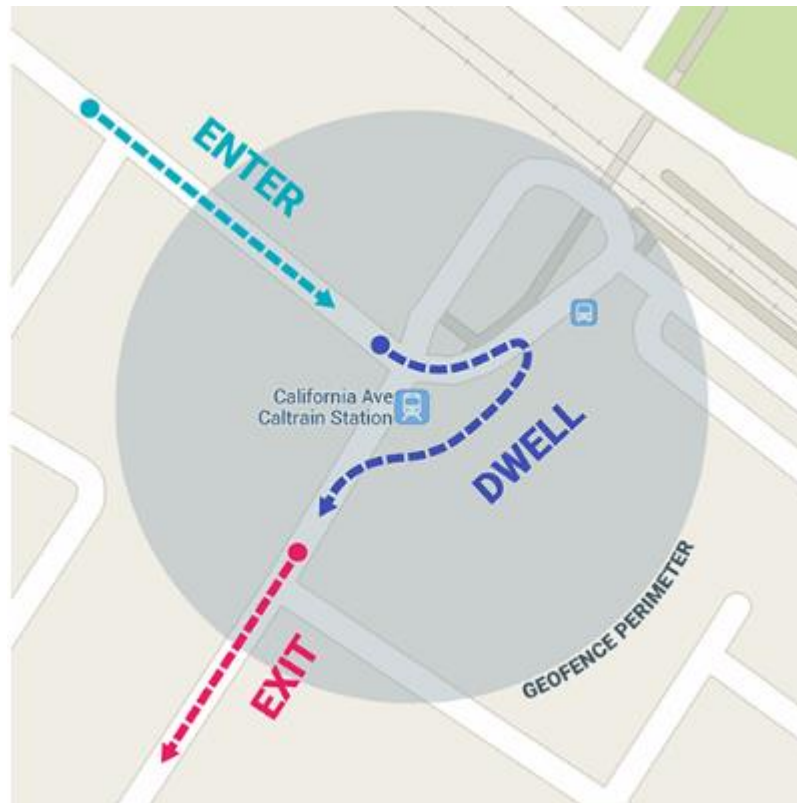 ENTER
California Ave
Caltrain Station
DWELL
GEOFENCE PERIMETER
EXIT